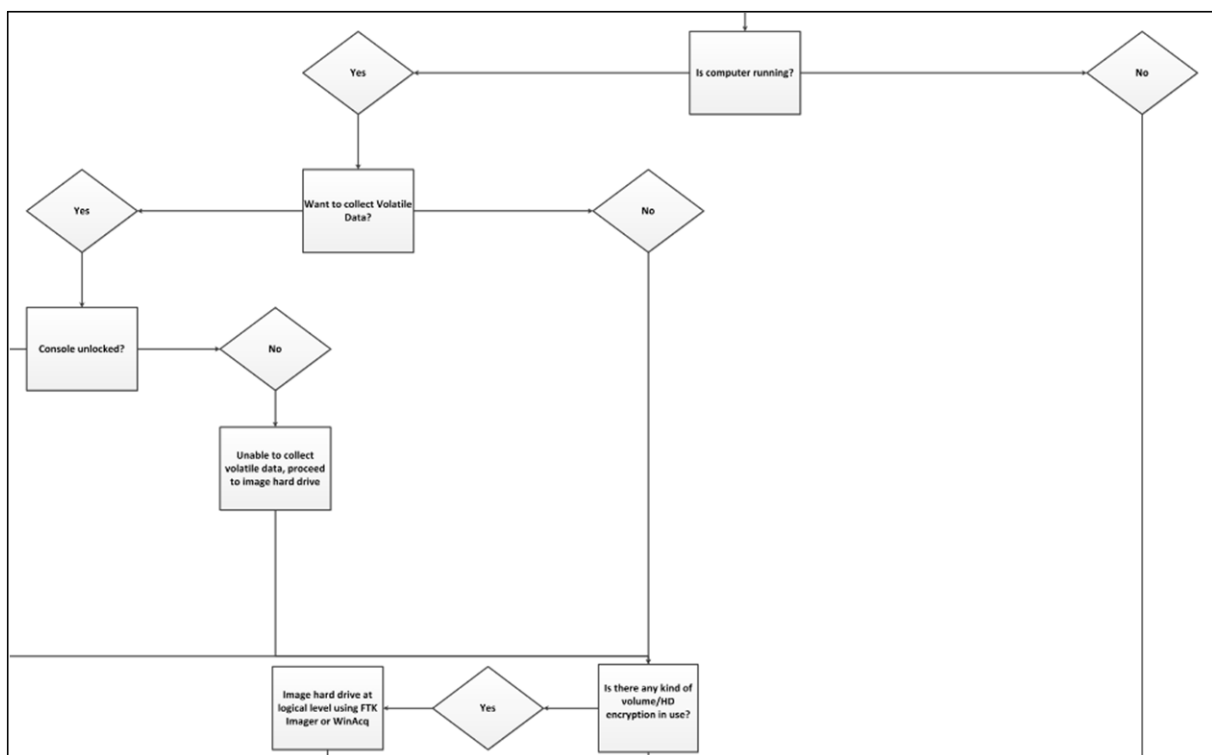 Yes
Is computer running?
No
Yes
Want to collect Volatile
Data?
No
Console unlocked?
No
Unable to collect
volatile data, proceed
to image hard drive
Image hard drive at
logical level using FTK
Imager or WinAcq
Yes
Is there any kind of
volume/HD
encryption in use?